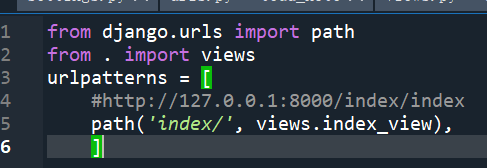 1 from django.urls import path
2 from . import views
3 urlpatterns = [
4     #http://127.0.0.1:8000/index/index
5     path('index/', views.index_view),
6     ]